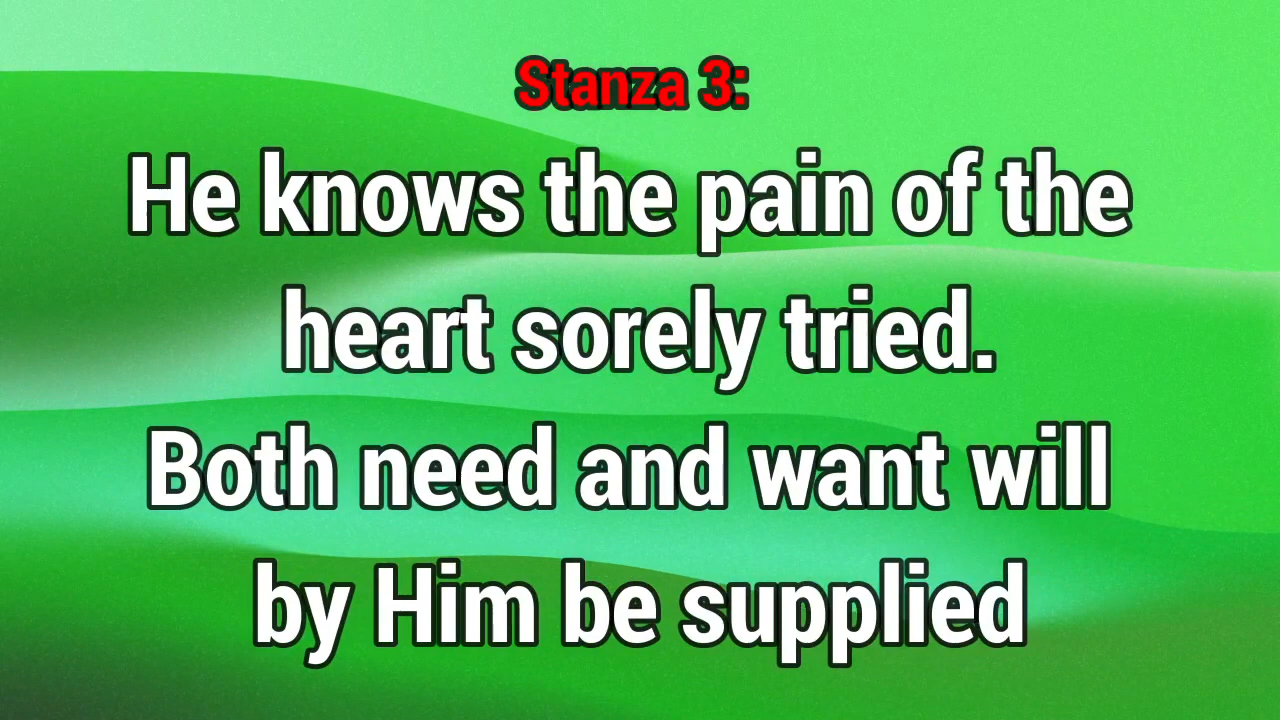 Stanza 3:
He knows the pain of the
heart sorely tried.
Both need and want will
by Him be supplied